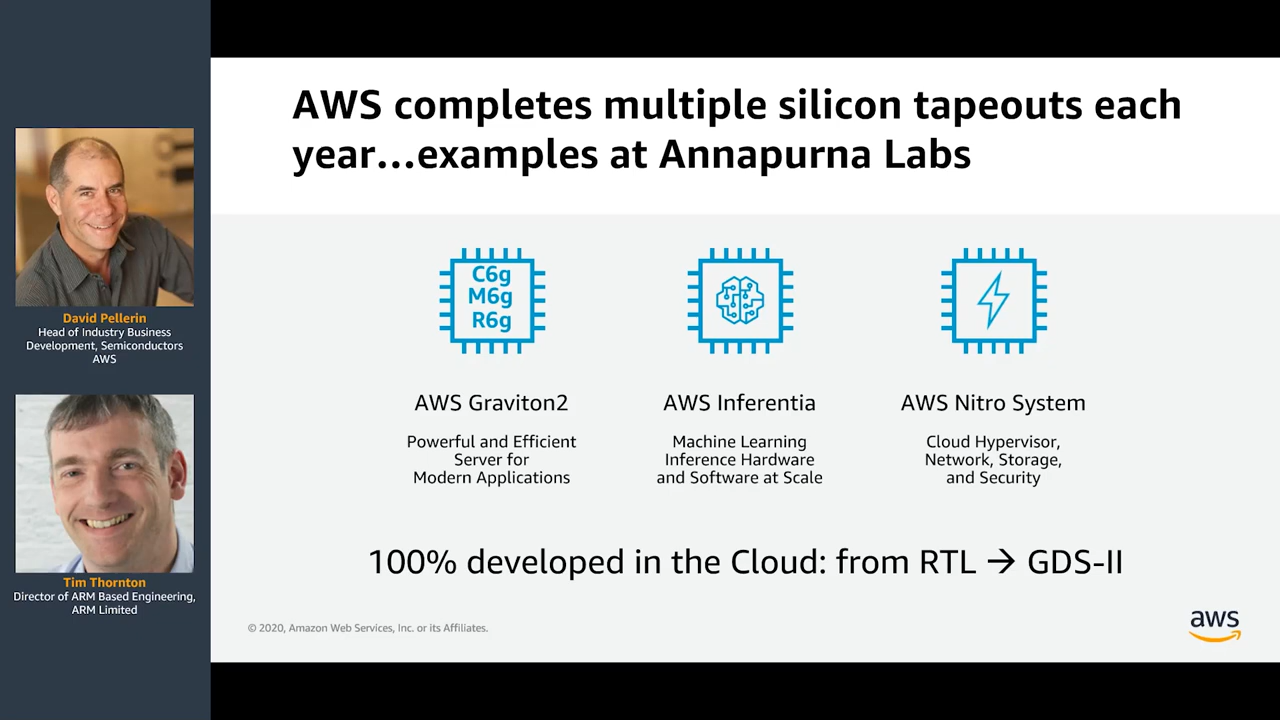 AWS completes multiple silicon tapeouts each
year...examples at Annapurna Labs
David Pellerin
Head of Industry Business
Development, Semiconductors
AWS
Tim Thornton
Director of ARM Based Engineering,
ARM Limited
C6g
M6g
R6g
AWS Graviton2
Powerful and Efficient
Server for
Modern Applications
AWS Inferentia
Machine Learning
Inference Hardware
and Software at Scale
AWS Nitro System
Cloud Hypervisor,
Network, Storage,
and Security
100% developed in the Cloud: from RTL → GDS-II
© 2020, Amazon Web Services, Inc. or its Affiliates.
aws